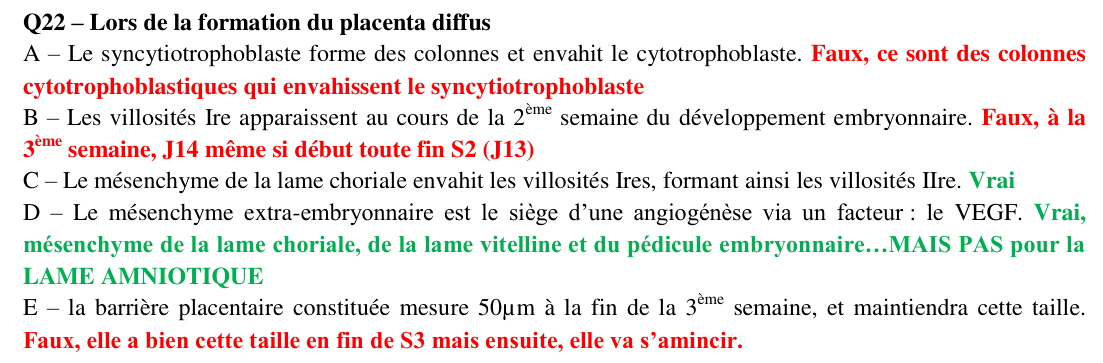 Q22 – Lors de la formation du placenta diffus
A – Le syncytiotrophoblaste forme des colonnes et envahit le cytotrophoblaste. Faux, ce sont des colonnes
cytotrophoblastiques qui envahissent le syncytiotrophoblaste
B – Les villosités Ire apparaissent au cours de la 2ème semaine du développement embryonnaire. Faux, à la
3ème semaine, J14 même si début toute fin S2 (J13)
C – Le mésenchyme de la lame choriale envahit les villosités Ires, formant ainsi les villosités IIre. Vrai
D – Le mésenchyme extra-embryonnaire est le siège d’une angiogénèse via un facteur : le VEGF. Vrai,
mésenchyme de la lame choriale, de la lame vitelline et du pédicule embryonnaire…MAIS PAS pour la
LAME AMNIOTIQUE
E – la barrière placentaire constituée mesure 50µm à la fin de la 3ème semaine, et maintiendra cette taille.
Faux, elle a bien cette taille en fin de S3 mais ensuite, elle va s’amincir.